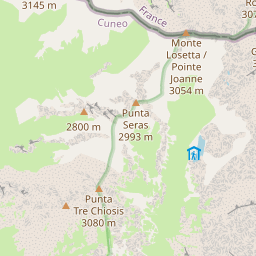 3145 m
France
Cuneo
Monte
Losetta /
Pointe
Joanne
3054 m
Punta
Seras
2993 m
2800 m
Punta
Tre Chiosis
3080 m